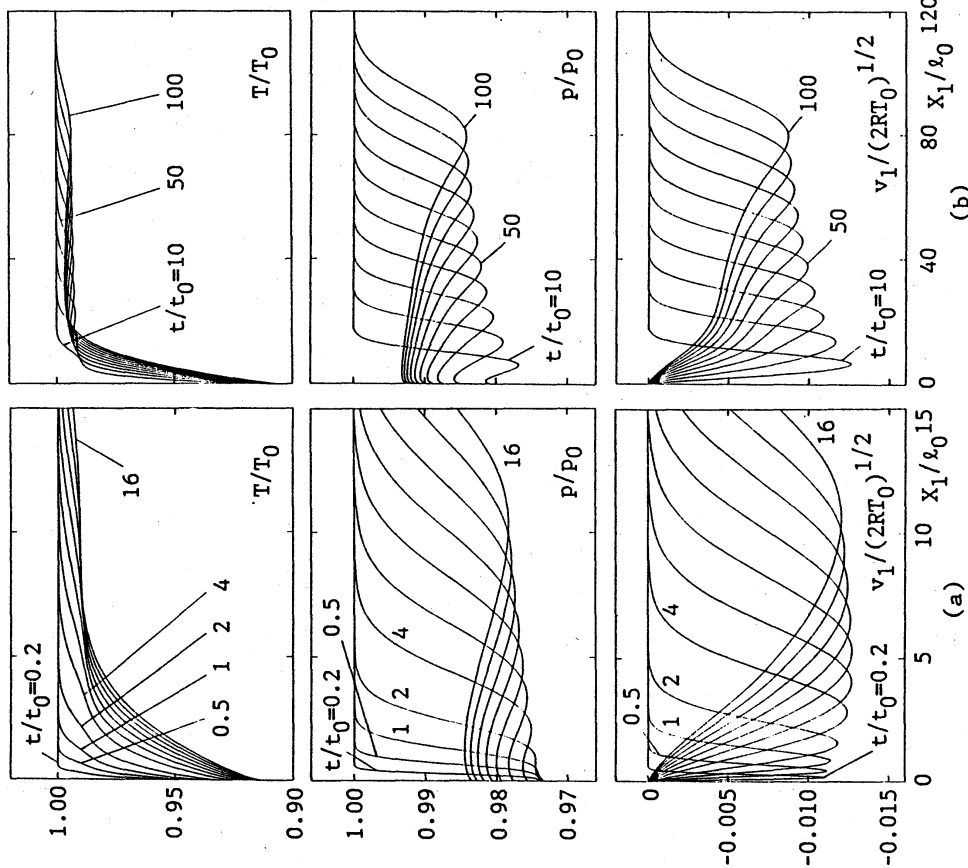 t/t0=0.2
0.5
1
2
4
16
T/T0
1.00
0.95
0.90
t/t0=10
50
100
T/T0
t/t0=0.2
0.5
1
2
4
16
p/p0
1.00
0.99
0.98
0.97
t/t0=10
50
100
p/p0
0.5
1
2
4
t/t0=0.2
16
v1/(2RT0)1/2
0
-0.005
-0.010
-0.015
0
5
10
15
X1/ℓ0
(a)
t/t0=10
50
100
v1/(2RT0)1/2
0
40
80
120
X1/ℓ0
(b)